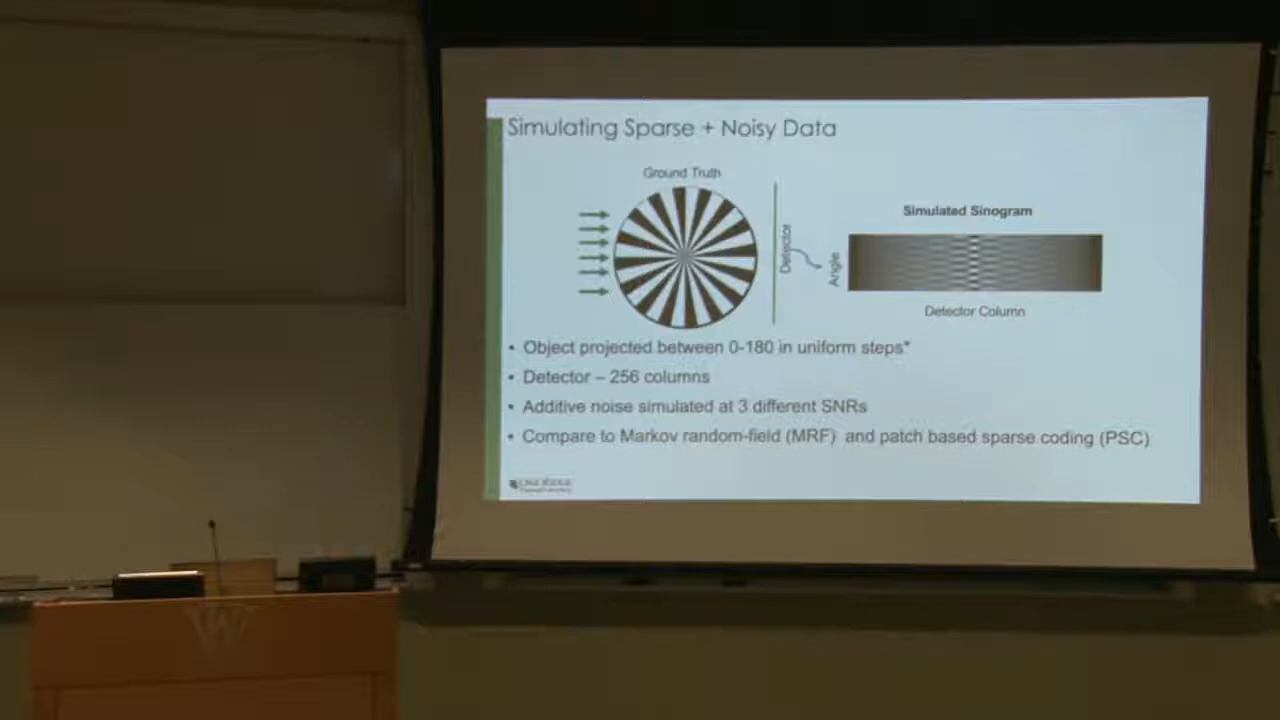 Simulating Sparse + Noisy Data
Ground Truth
Detector
Simulated Sinogram
Angle
Detector Column
• Object projected between 0-180 in uniform steps*
• Detector – 256 columns
• Additive noise simulated at 3 different SNRs
• Compare to Markov random-field (MRF) and patch based sparse coding (PSC)
OAK RIDGE
W